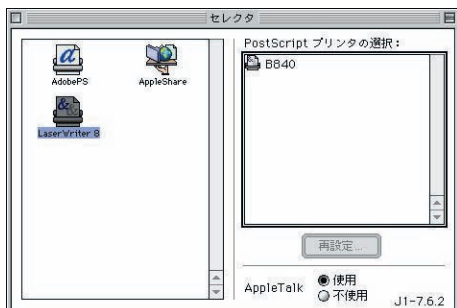 セレクタ
AdobePS
AppleShare
LaserWriter 8
PostScript プリンタの選択：
B840
再設定...
AppleTalk
使用
不使用
J1-7.6.2